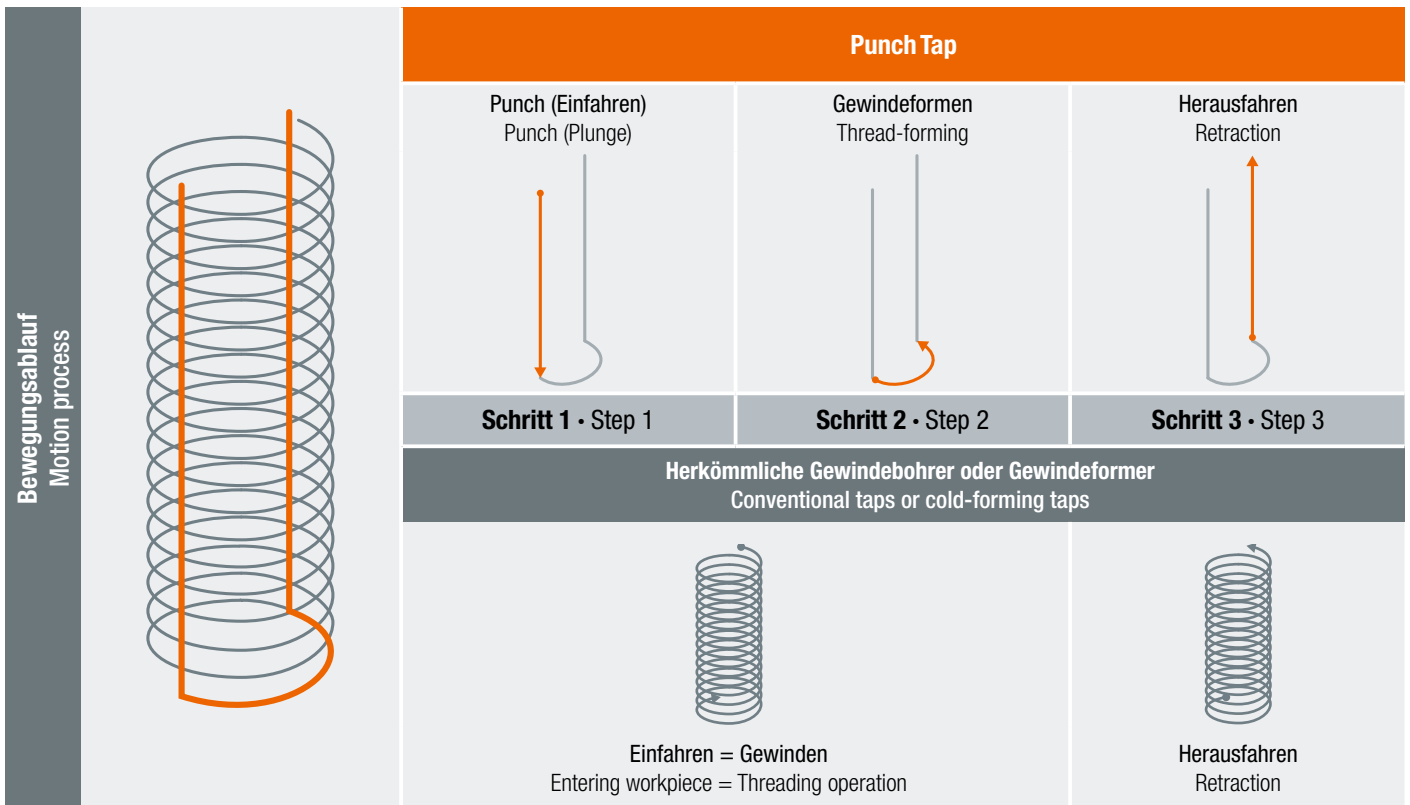 Bewegungsablauf
Motion process
Punch Tap
Punch (Einfahren)
Punch (Plunge)
Gewindeformen
Thread-forming
Herausfahren
Retraction
Schritt 1 • Step 1
Schritt 2 • Step 2
Schritt 3 • Step 3
Herkömmliche Gewindebohrer oder Gewindeformer
Conventional taps or cold-forming taps
Einfahren = Gewinden
Entering workpiece = Threading operation
Herausfahren
Retraction